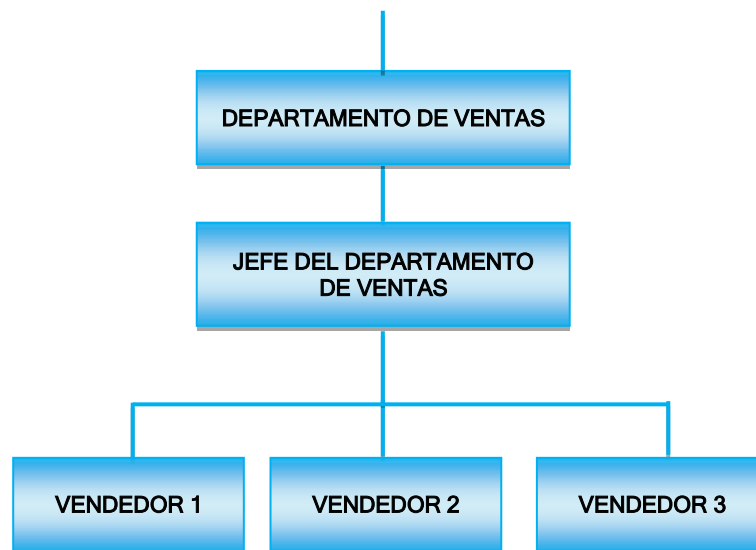 DEPARTAMENTO DE VENTAS
JEFE DEL DEPARTAMENTO
DE VENTAS
VENDEDOR 1
VENDEDOR 2
VENDEDOR 3